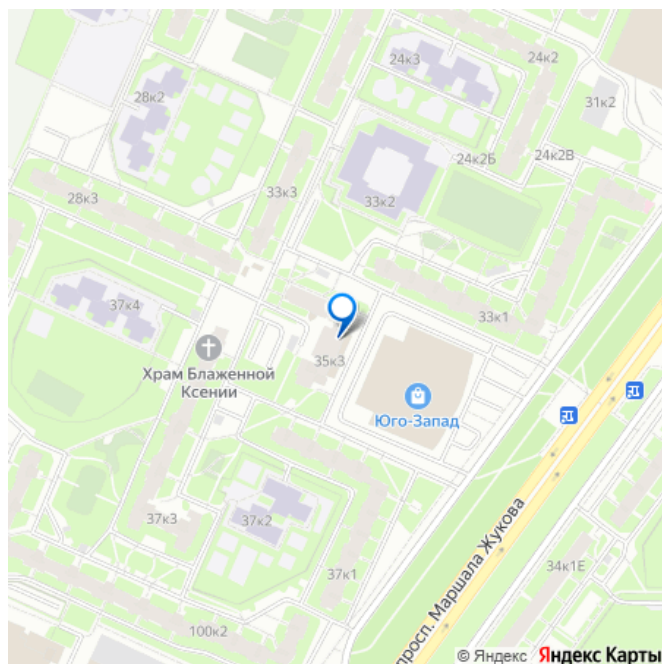 24к2
24к3
31к2
28к2
24к2Б
24к2В
28к3
33к3
33к2
37к4
33к1
35к3
Храм Блаженной
Ксении
Юго-Запад
37к3
37к2
37к1
просп. Маршала Жукова
34к1Е
100к2
© Яндекс Яндекс Карты